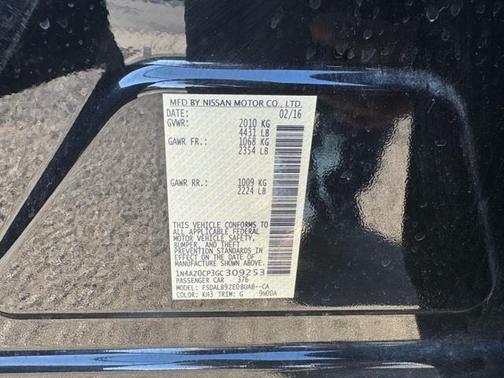 MFD BY NISSAN MOTOR CO., LTD.
DATE: 02/16
GVWR: 2010 KG
4431 LB
GAWR FR: 1068 KG
2354 LB
GAWR RR: 1009 KG
2224 LB
THIS VEHICLE CONFORMS TO
ALL APPLICABLE FEDERAL
MOTOR VEHICLE SAFETY,
BUMPER, AND THEFT
PREVENTION STANDARDS IN
EFFECT ON THE DATE OF
MANUFACTURE SHOWN ABOVE.
1N4AZ0CP3GC309253
PASSENGER CAR 376
FSDALB9ZE0BUAB--CA
COLOR: KH3 TRIM: G 9H00A